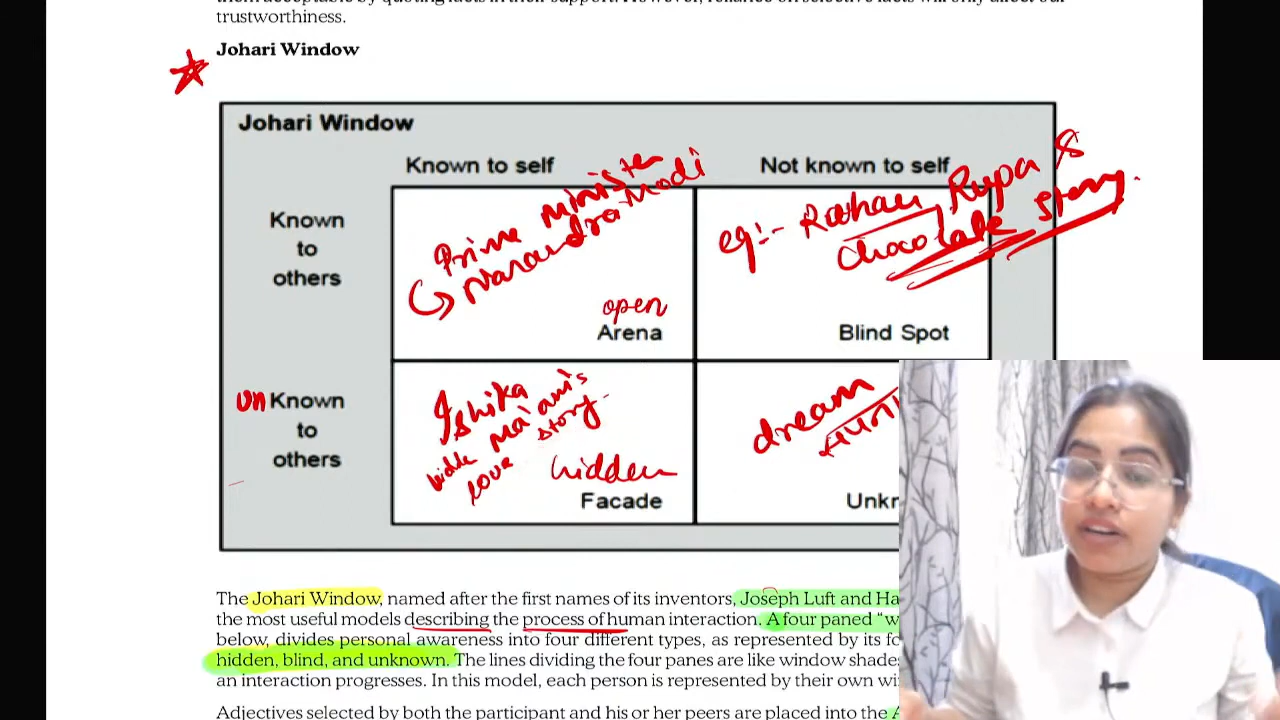 trustworthiness.
Johari Window
Johari Window
Known to self
Not known to self
Known
to
others
Prime minister
Narandra Modi
open
Arena
eg:- Rohan, Rupa &
chocolate story.
Blind Spot
un Known
to
others
Ishika
ma'am's
story.
love
hidden
Facade
dream
Unkn
The Johari Window, named after the first names of its inventors, Joseph Luft and Ha
the most useful models describing the process of human interaction. A four paned "w
below, divides personal awareness into four different types, as represented by its fo
hidden, blind, and unknown. The lines dividing the four panes are like window shades
an interaction progresses. In this model, each person is represented by their own wi
Adjectives selected by both the participant and his or her peers are placed into the A